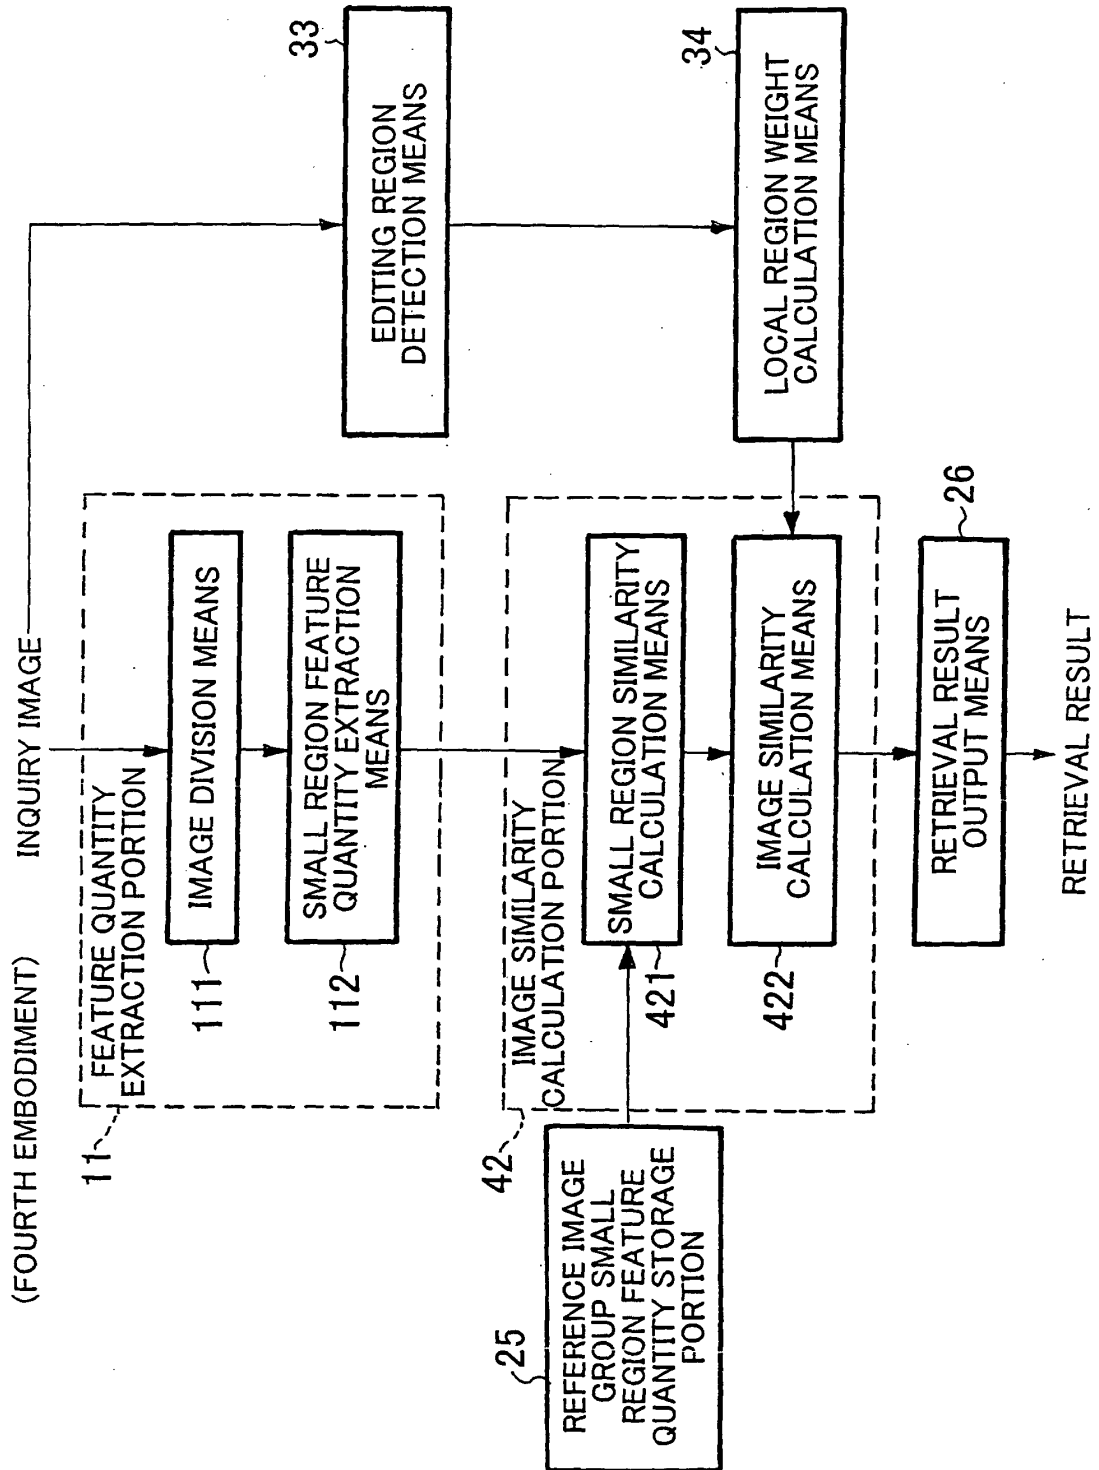 (FOURTH EMBODIMENT)
INQUIRY IMAGE
11
FEATURE QUANTITY
EXTRACTION PORTION
IMAGE DIVISION MEANS
111
SMALL REGION FEATURE
QUANTITY EXTRACTION
MEANS
112
33
EDITING REGION
DETECTION MEANS
25
REFERENCE IMAGE
GROUP SMALL
REGION FEATURE
QUANTITY STORAGE
PORTION
42
IMAGE SIMILARITY
CALCULATION PORTION
SMALL REGION SIMILARITY
CALCULATION MEANS
421
IMAGE SIMILARITY
CALCULATION MEANS
422
34
LOCAL REGION WEIGHT
CALCULATION MEANS
26
RETRIEVAL RESULT
OUTPUT MEANS
RETRIEVAL RESULT